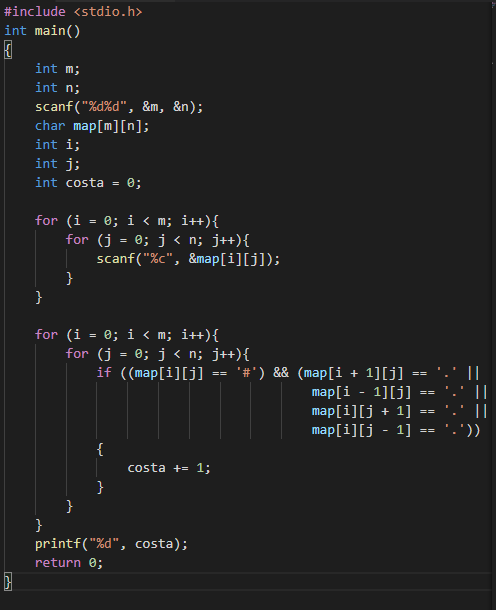 #include <stdio.h>
int main()
{
    int m;
    int n;
    scanf("%d%d", &m, &n);
    char map[m][n];
    int i;
    int j;
    int costa = 0;

    for (i = 0; i < m; i++){
        for (j = 0; j < n; j++){
            scanf("%c", &map[i][j]);
        }
    }

    for (i = 0; i < m; i++){
        for (j = 0; j < n; j++){
            if ((map[i][j] == '#') && (map[i + 1][j] == '.' ||
                                        map[i - 1][j] == '.' ||
                                        map[i][j + 1] == '.' ||
                                        map[i][j - 1] == '.'))
            {
                costa += 1;
            }
        }
    }
    printf("%d", costa);
    return 0;
}